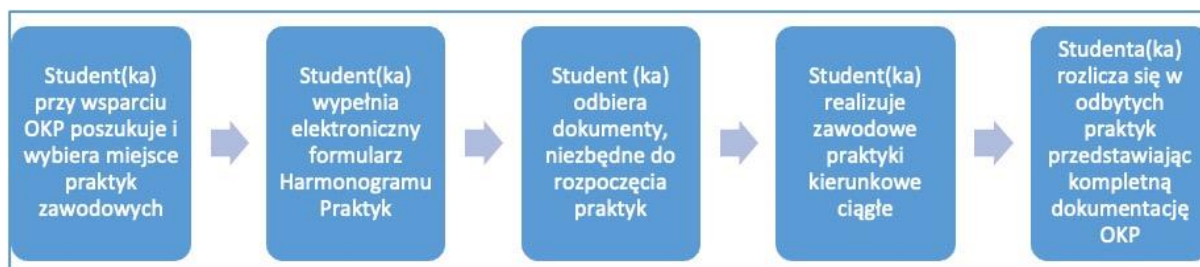 Student(ka)
przy wsparciu
OKP poszukuje i
wybiera miejsce
praktyk
zawodowych
Student(ka)
wypełnia
elektroniczny
formularz
Harmonogramu
Praktyk
Student (ka)
odbiera
dokumenty,
niezbędne do
rozpoczęcia
praktyk
Student(ka)
realizuje
zawodowe
praktyki
kierunkowe
ciągłe
Studenta(ka)
rozlicza się w
odbytych
praktyk
przedstawiając
kompletną
dokumentację
OKP